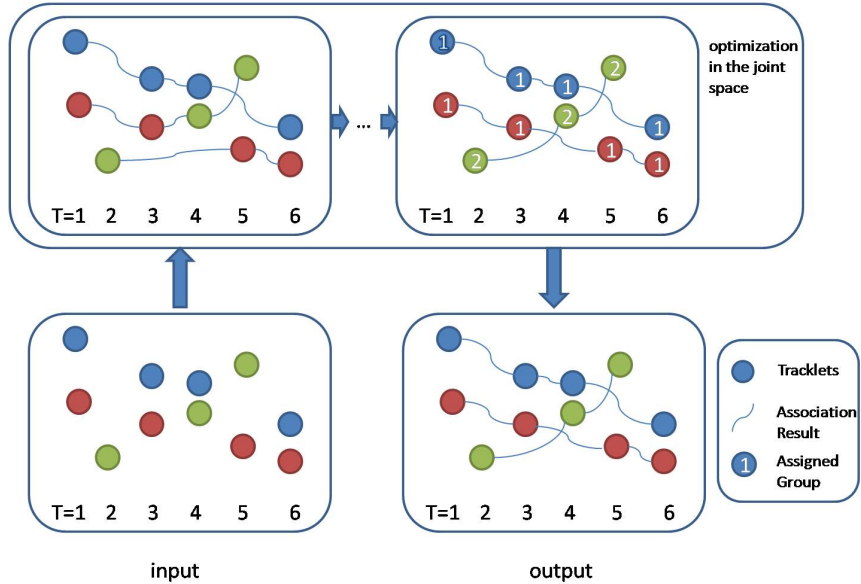 1
2
1
1
optimization
in the joint
space
1
2
1
...
1
2
1
1
T=1 2 3 4 5 6
T=1 2 3 4 5 6
Tracklets
Association
Result
1
Assigned
Group
T=1 2 3 4 5 6
T=1 2 3 4 5 6
input
output